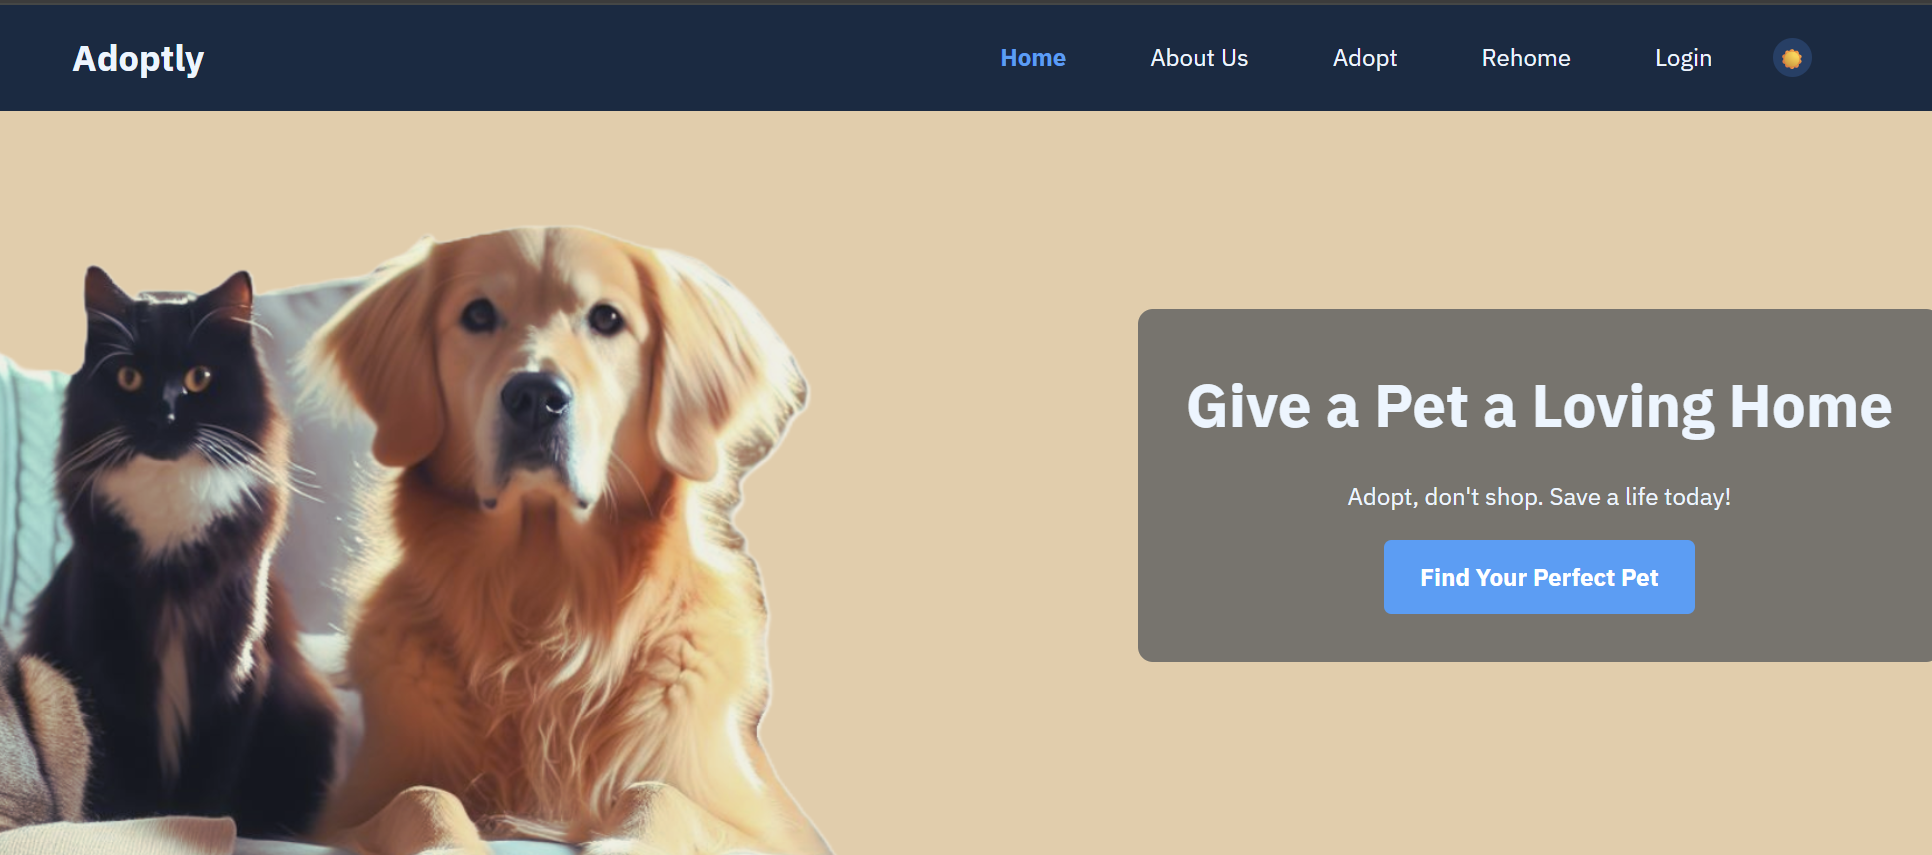 Adoptly
Home About Us Adopt Rehome Login
Give a Pet a Loving Home
Adopt, don't shop. Save a life today!
Find Your Perfect Pet